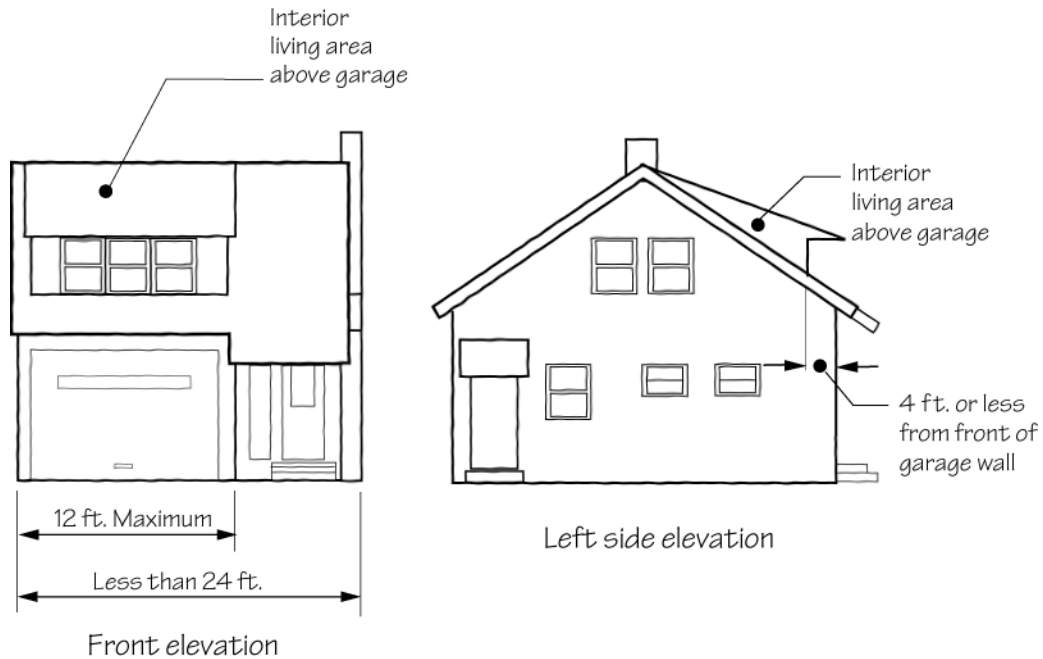 Interior
living area
above garage
12 ft. Maximum
Less than 24 ft.
Front elevation
Interior
living area
above garage
4 ft. or less
from front of
garage wall
Left side elevation